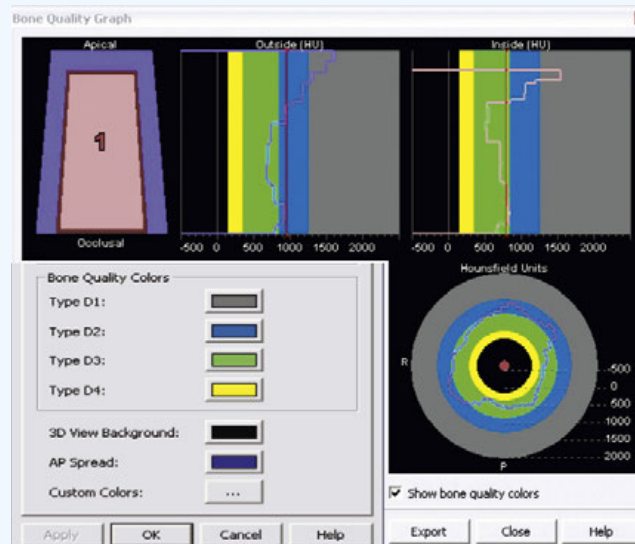 Bone Quality Graph
Apical
Outside (HU)
Inside (HU)
1
Occlusal
-500 0 500 1000 1500 2000
-500 0 500 1000 1500 2000
Bone Quality Colors
Type D1:
Type D2:
Type D3:
Type D4:
3D View Background:
AP Spread:
Custom Colors: ...
Apply OK Cancel Help
Hounsfield Units
R
-500
0
500
1000
1500
2000
P
Show bone quality colors
Export Close Help